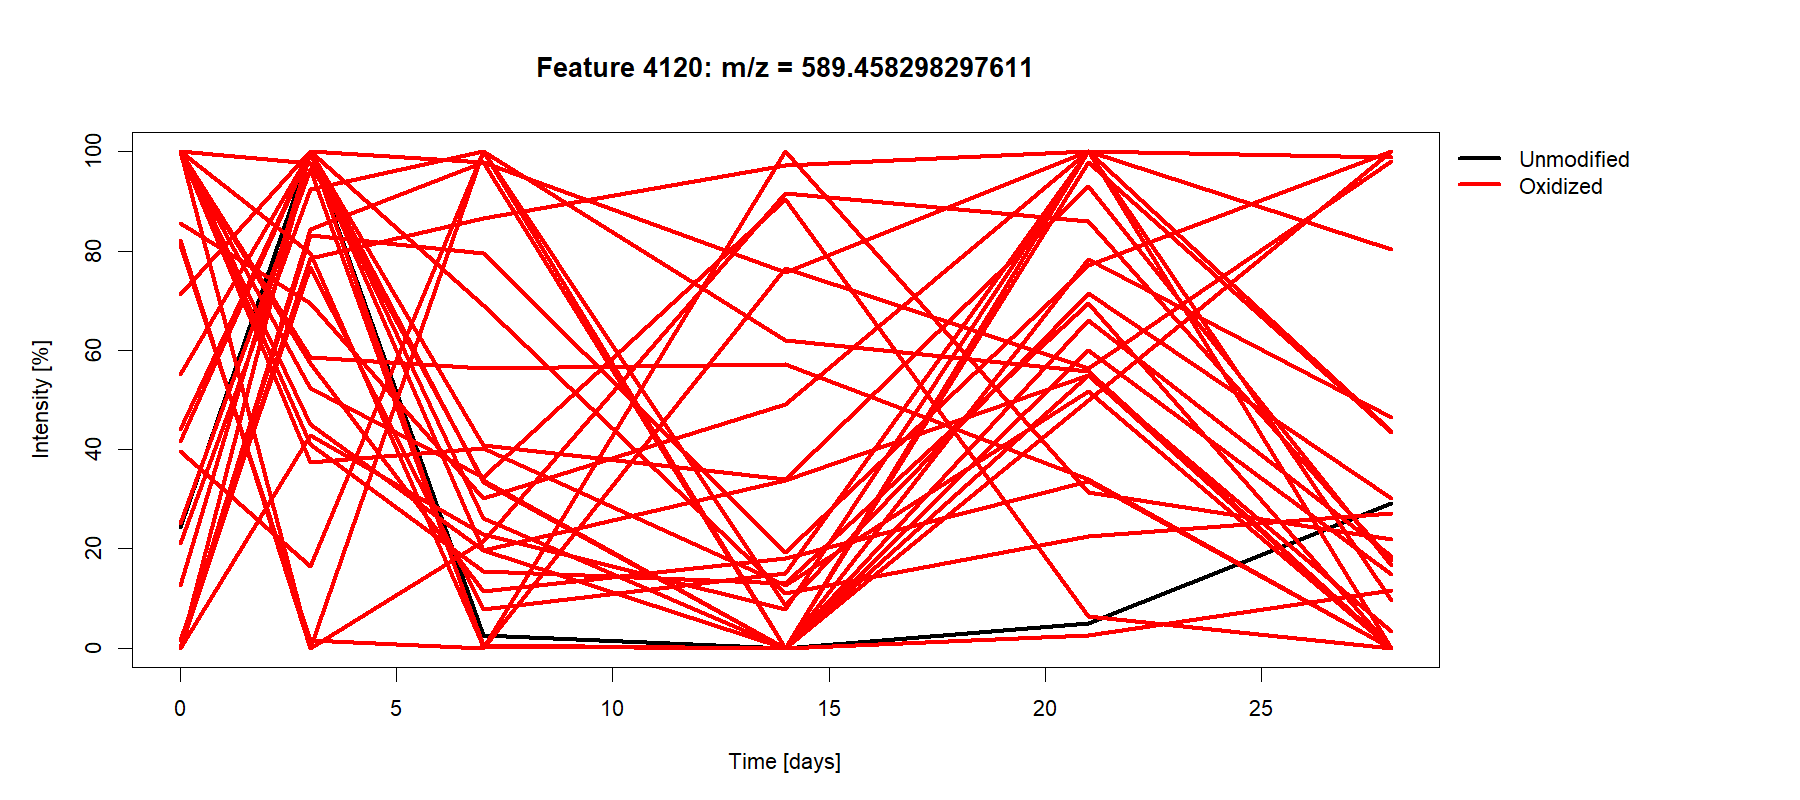 Feature 4120: m/z = 589.458298297611
Unmodified
Oxidized
100
80
60
40
20
0
Intensity [%]
0 5 10 15 20 25
Time [days]